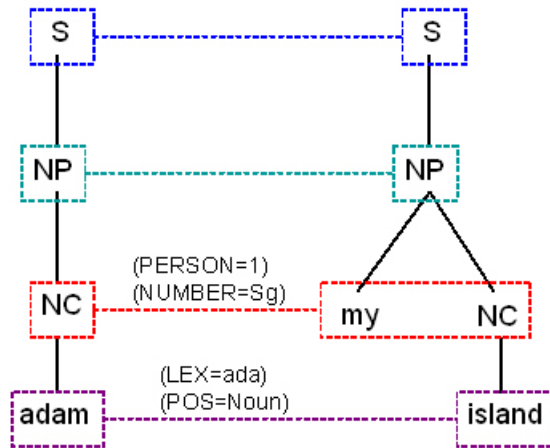 S S
NP NP
(PERSON=1)
(NUMBER=Sg)
NC my NC
(LEX=ada)
(POS=Noun)
adam island